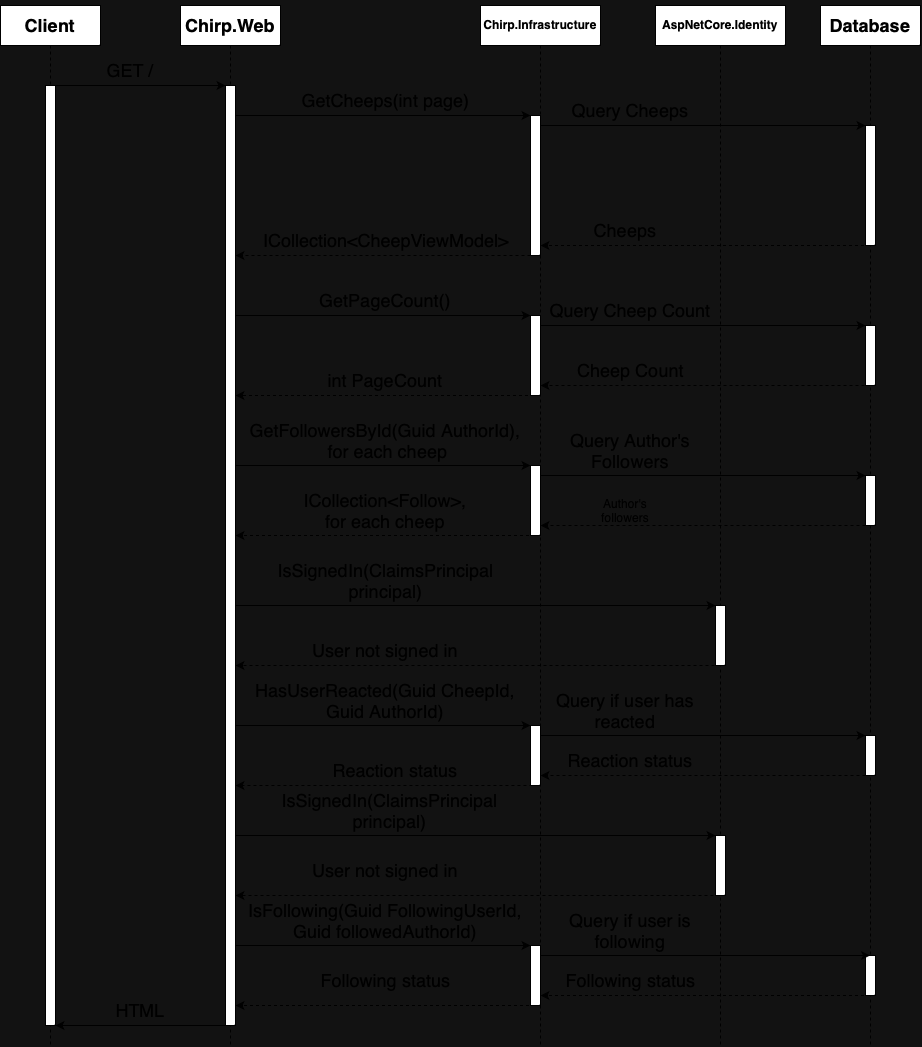 Client
Chirp.Web
Chirp.Infrastructure
AspNetCore.Identity
Database
GET /
GetCheeps(int page)
Query Cheeps
Cheeps
ICollection<CheepViewModel>
GetPageCount()
Query Cheep Count
Cheep Count
int PageCount
GetFollowersById(Guid AuthorId),
for each cheep
Query Author's
Followers
ICollection<Follow>,
for each cheep
Author's
followers
IsSignedIn(ClaimsPrincipal
principal)
User not signed in
HasUserReacted(Guid CheepId,
Guid AuthorId)
Query if user has
reacted
Reaction status
Reaction status
IsSignedIn(ClaimsPrincipal
principal)
User not signed in
IsFollowing(Guid FollowingUserId,
Guid followedAuthorId)
Query if user is
following
Following status
Following status
HTML